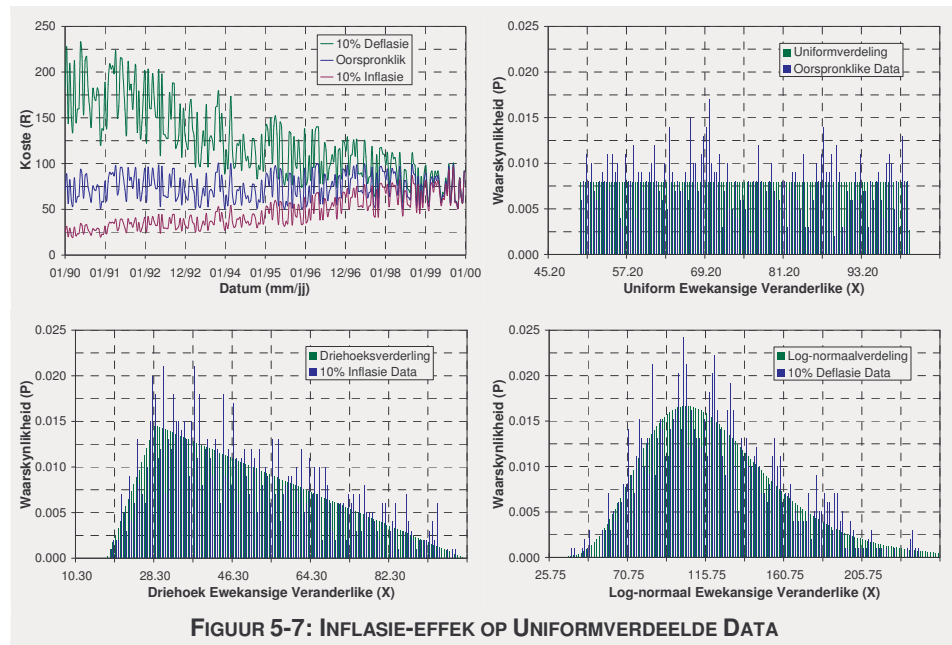 250
200
150
100
50
0
Koste (R)
10% Deflasie
Oorspronklik
10% Inflasie
01/90 01/91 01/92 12/92 01/94 01/95 01/96 12/96 01/98 01/99 01/00
Datum (mm/jj)
0.025
0.020
0.015
0.010
0.005
0.000
Waarskynlikheid (P)
Uniformverdeling
Oorspronklike Data
45.20 57.20 69.20 81.20 93.20
Uniform Ewekansige Veranderlike (X)
0.025
0.020
0.015
0.010
0.005
0.000
Waarskynlikheid (P)
Driehoeksverderling
10% Inflasie Data
10.30 28.30 46.30 64.30 82.30
Driehoek Ewekansige Veranderlike (X)
0.025
0.020
0.015
0.010
0.005
0.000
Waarskynlikheid (P)
Log-normaalverdeling
10% Deflasie Data
25.75 70.75 115.75 160.75 205.75
Log-normaal Ewekansige Veranderlike (X)
FIGUUR 5-7: INFLASIE-EFFEK OP UNIFORMVERDEELDE DATA